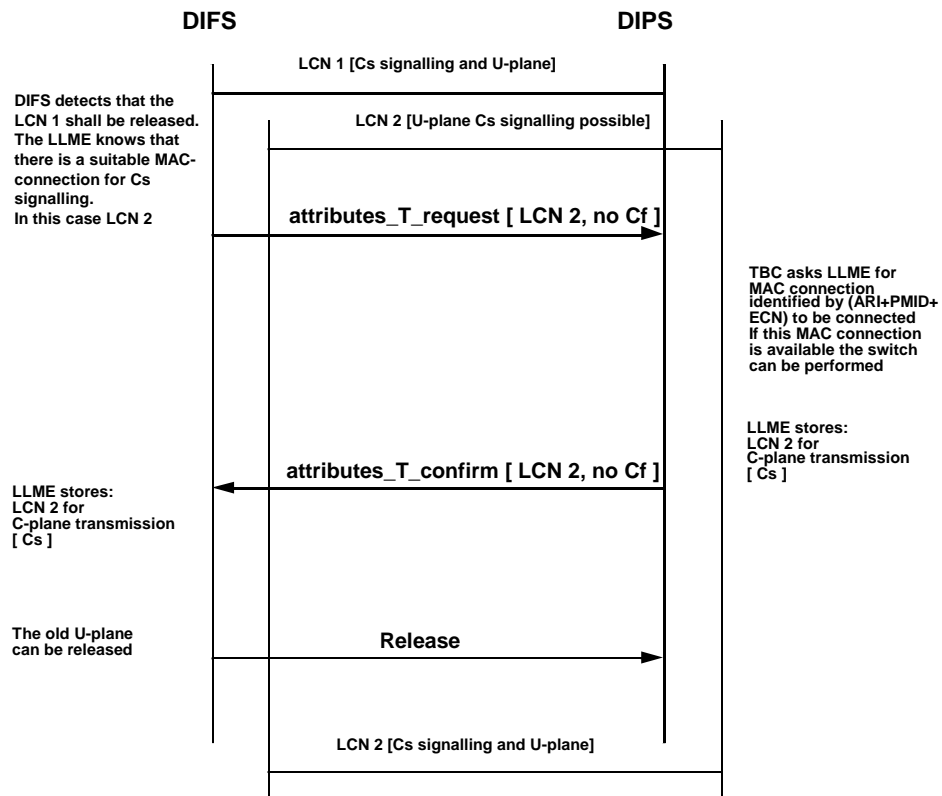 DIFS
DIPS
LCN 1 [Cs signalling and U-plane]
DIFS detects that the
LCN 1 shall be released.
The LLME knows that
there is a suitable MAC-
connection for Cs
signalling.
In this case LCN 2
LCN 2 [U-plane Cs signalling possible]
attributes_T_request [ LCN 2, no Cf ]
TBC asks LLME for
MAC connection
identified by (ARI+PMID+
ECN) to be connected
If this MAC connection
is available the switch
can be performed
LLME stores:
LCN 2 for
C-plane transmission
[ Cs ]
attributes_T_confirm [ LCN 2, no Cf ]
LLME stores:
LCN 2 for
C-plane transmission
[ Cs ]
The old U-plane
can be released
Release
LCN 2 [Cs signalling and U-plane]